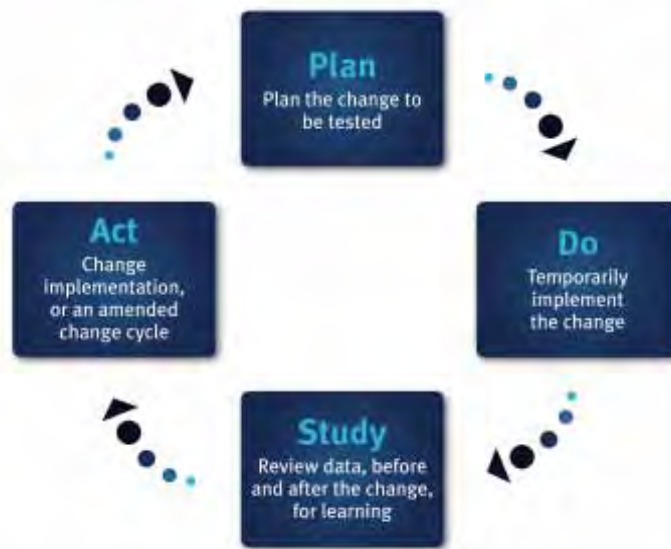 Plan
Plan the change to
be tested
Act
Change
implementation,
or an amended
change cycle
Do
Temporarily
implement
the change
Study
Review data, before
and after the change,
for learning